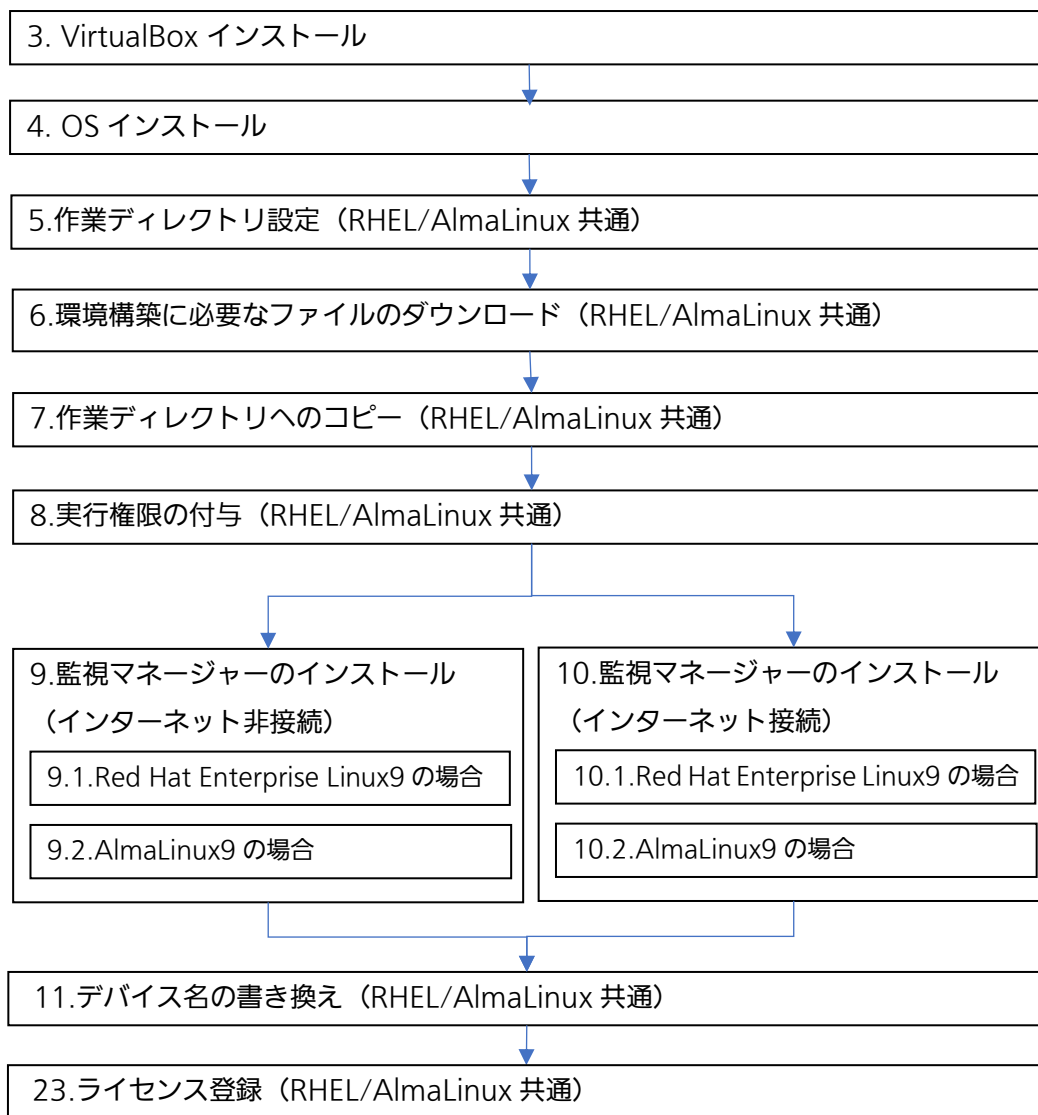 3. VirtualBox インストール
4. OS インストール
5.作業ディレクトリ設定（RHEL/AlmaLinux 共通）
6.環境構築に必要なファイルのダウンロード（RHEL/AlmaLinux 共通）
7.作業ディレクトリへのコピー（RHEL/AlmaLinux 共通）
8.実行権限の付与（RHEL/AlmaLinux 共通）
9.監視マネージャーのインストール
（インターネット非接続）
9.1.Red Hat Enterprise Linux9 の場合
9.2.AlmaLinux9 の場合
10.監視マネージャーのインストール
（インターネット接続）
10.1.Red Hat Enterprise Linux9 の場合
10.2.AlmaLinux9 の場合
11.デバイス名の書き換え（RHEL/AlmaLinux 共通）
23.ライセンス登録（RHEL/AlmaLinux 共通）